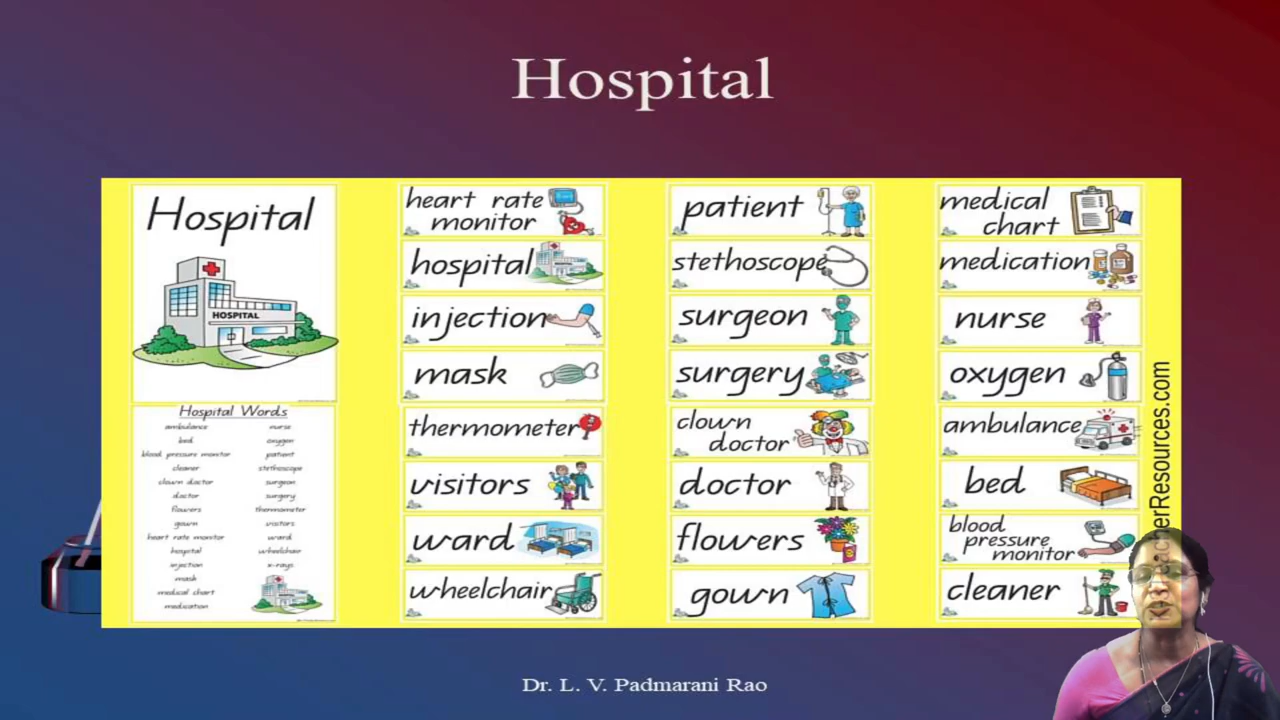 Hospital
Hospital
HOSPITAL
Hospital Words
ambulance nurse
bed oxygen
blood pressure monitor patient
cleaner stethoscope
clown doctor surgeon
doctor surgery
flowers thermometer
gown visitors
heart rate monitor ward
hospital wheelchair
injection x-rays
mask
medical chart
medication
heart rate
monitor
hospital
injection
mask
thermometer
visitors
ward
wheelchair
patient
stethoscope
surgeon
surgery
clown
doctor
doctor
flowers
gown
medical
chart
medication
nurse
oxygen
ambulance
bed
blood
pressure
monitor
cleaner
erResources.com
Dr. L. V. Padmarani Rao